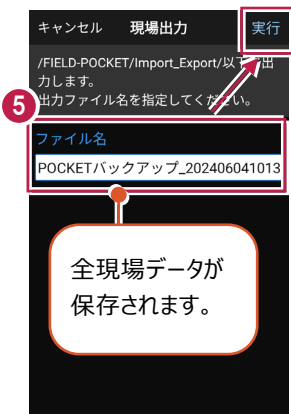 キャンセル 現場出力 実行
/FIELD-POCKET/Import_Export/以下に出
力します。
出力ファイル名を指定してください。
5
ファイル名
POCKETバックアップ_202406041013
全現場データが
保存されます。